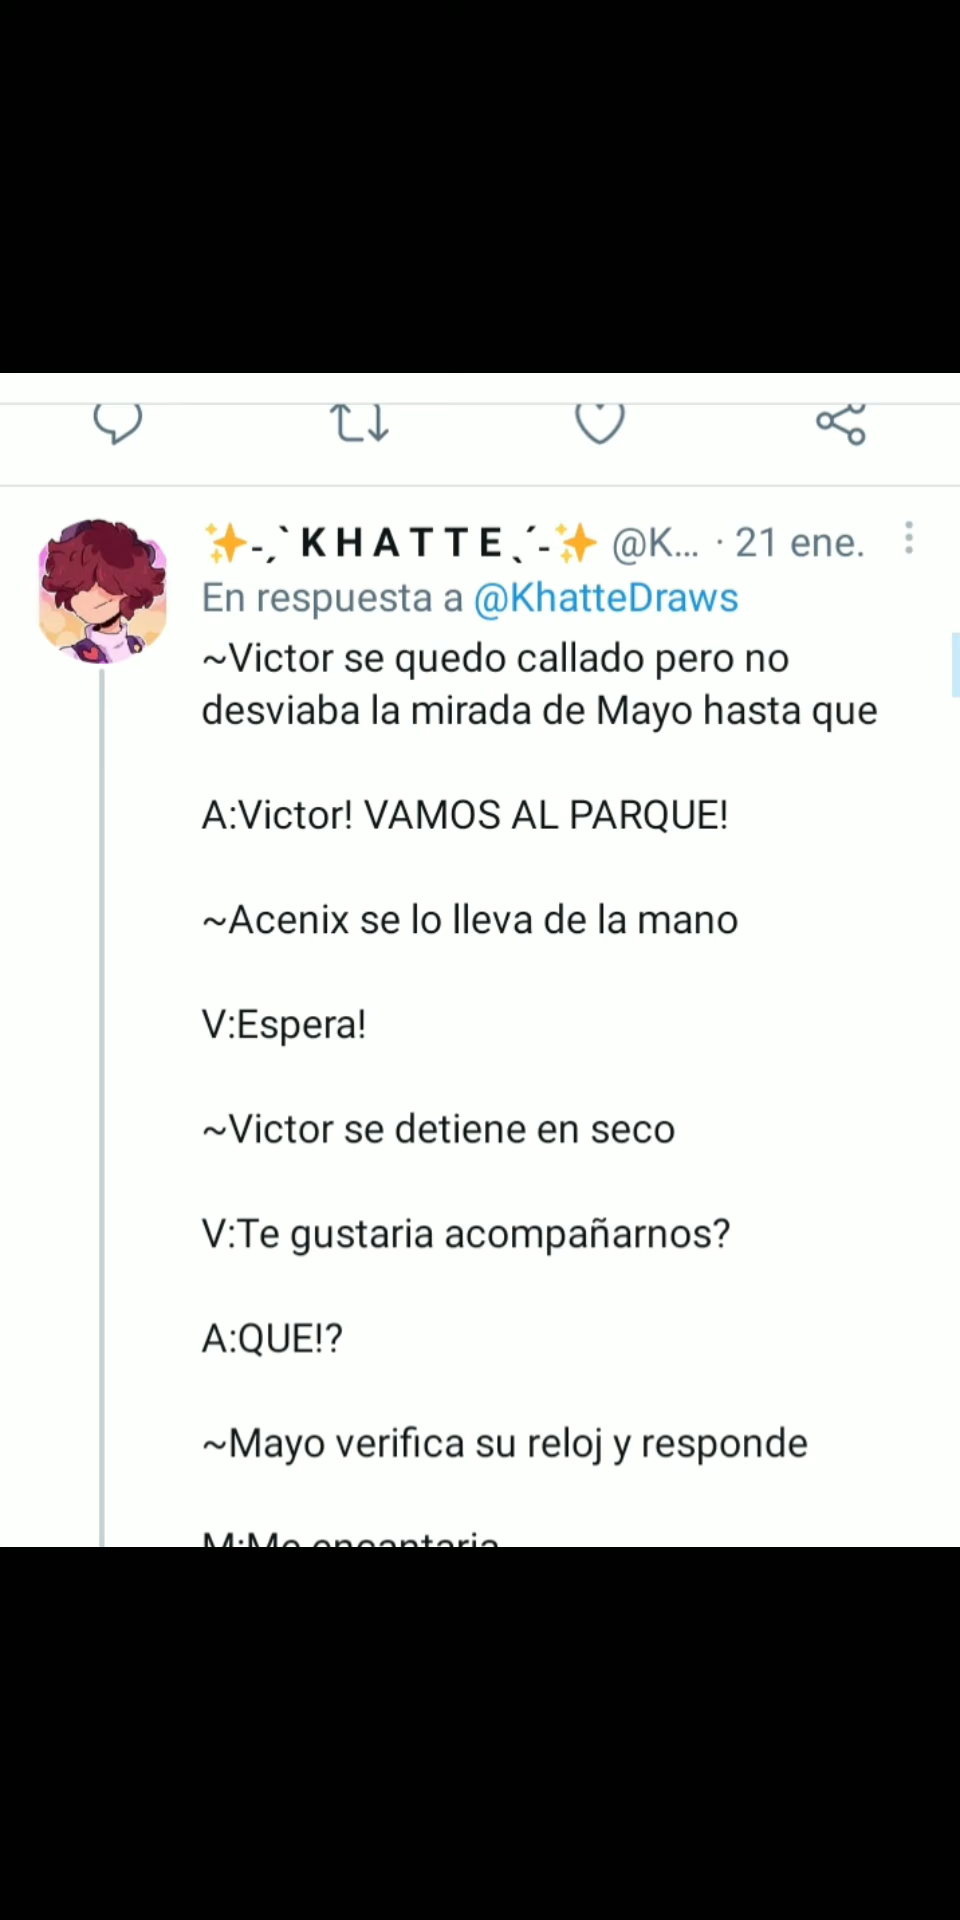 ✨-ˏˋ K H A T T E ˎˊ-✨ @K... · 21 ene.
En respuesta a @KhatteDraws
~Victor se quedo callado pero no
desviaba la mirada de Mayo hasta que
A:Victor! VAMOS AL PARQUE!
~Acenix se lo lleva de la mano
V:Espera!
~Victor se detiene en seco
V:Te gustaria acompañarnos?
A:QUE!?
~Mayo verifica su reloj y responde
M:Me encantaria